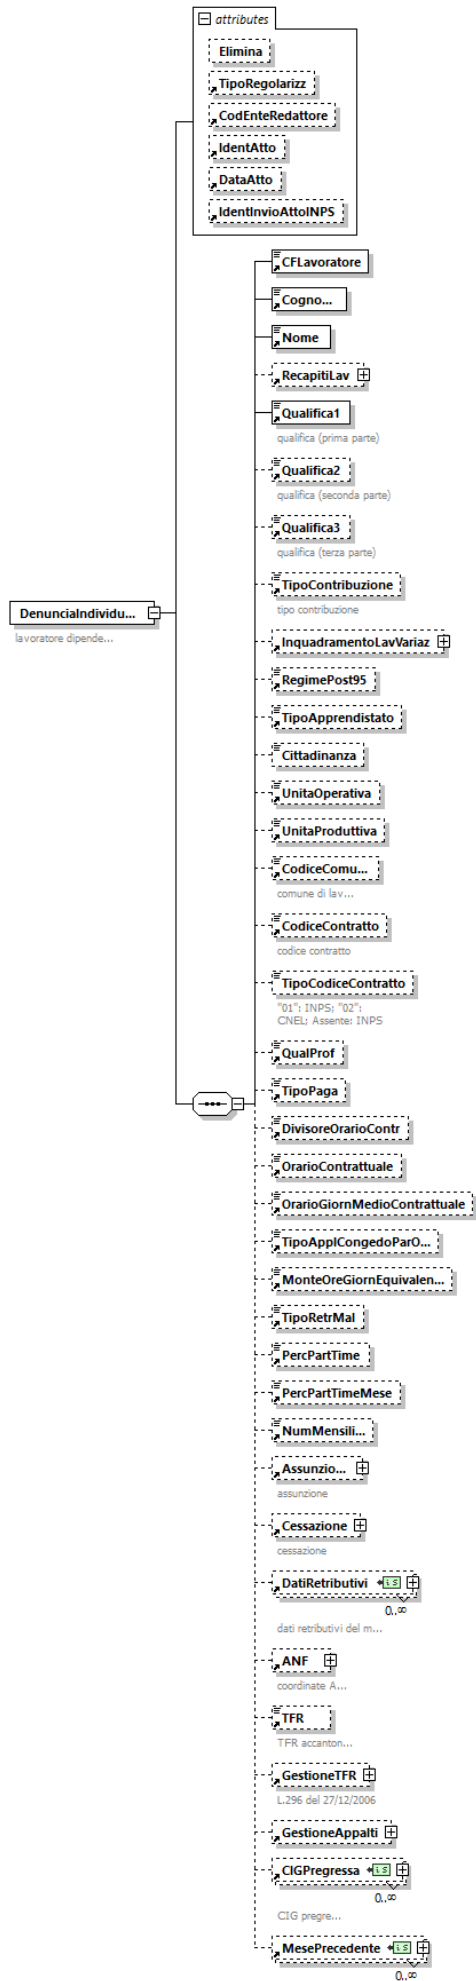 attributes
Elimina
TipoRegolarizz
CodEnteRedattore
IdentAtto
DataAtto
IdentInvioAttoINPS
CFLavoratore
Cogno...
Nome
RecapitiLav
Qualifica1
qualifica (prima parte)
Qualifica2
qualifica (seconda parte)
Qualifica3
qualifica (terza parte)
TipoContribuzione
tipo contribuzione
DenunciaIndividu...
lavoratore dipende...
InquadramentoLavVariaz
RegimePost95
TipoApprendistato
Cittadinanza
UnitaOperativa
UnitaProduttiva
CodiceComu...
comune di lav...
CodiceContratto
codice contratto
TipoCodiceContratto
"01": INPS; "02":
CNEL; Assente: INPS
QualProf
TipoPaga
DivisoreOrarioContr
OrarioContrattuale
OrarioGiornMedioContrattuale
TipoApplCongedoParO...
MonteOreGiornEquivalen...
TipoRetrMal
PercPartTime
PercPartTimeMese
NumMensili...
Assunzio...
assunzione
Cessazione
cessazione
DatiRetributivi
0..∞
dati retributivi del m...
ANF
coordinate A...
TFR
TFR accanton...
GestioneTFR
L.296 del 27/12/2006
GestioneAppalti
CIGPregressa
0..∞
CIG pregre...
MesePrecedente
0..∞